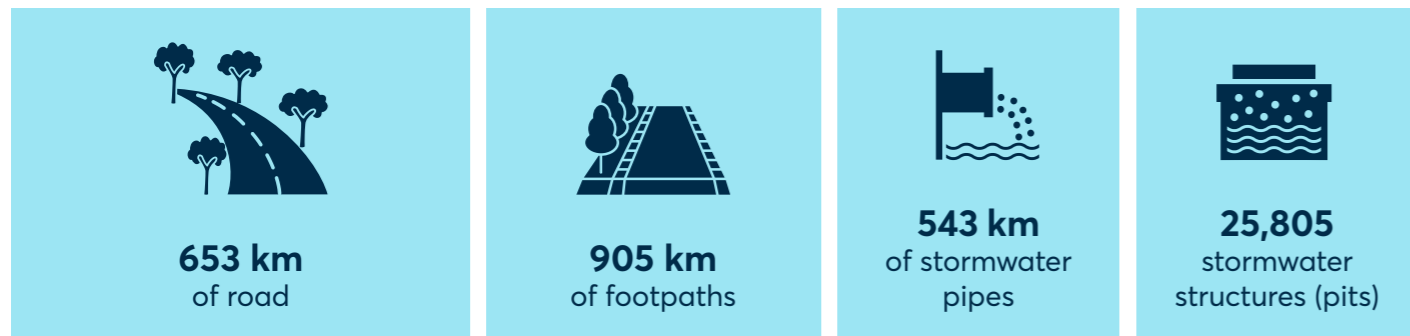 653 km
of road
905 km
of footpaths
543 km
of stormwater
pipes
25,805
stormwater
structures (pits)